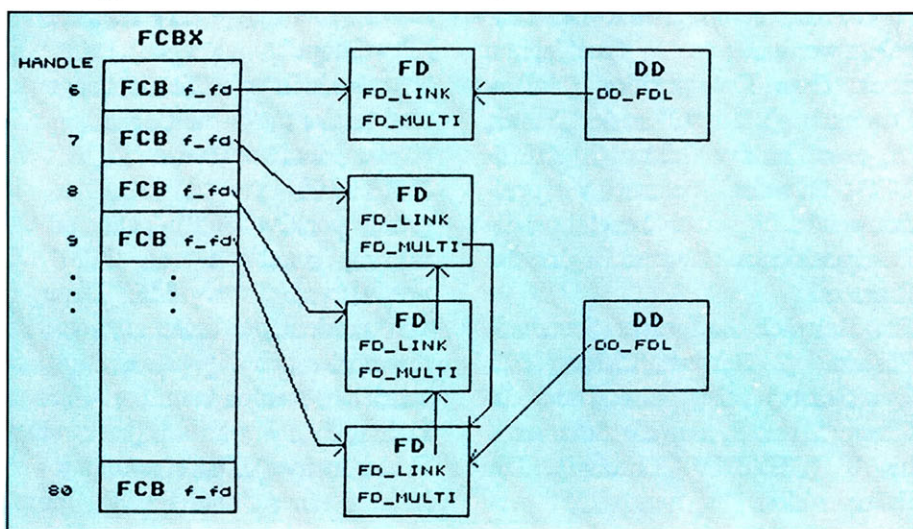 FCBX
HANDLE
6 FCB f_fd
7 FCB f_fd
8 FCB f_fd
9 FCB f_fd
80 FCB f_fd
FD
FD_LINK
FD_MULTI
DD
DD_FDL
FD
FD_LINK
FD_MULTI
FD
FD_LINK
FD_MULTI
DD
DD_FDL
FD
FD_LINK
FD_MULTI